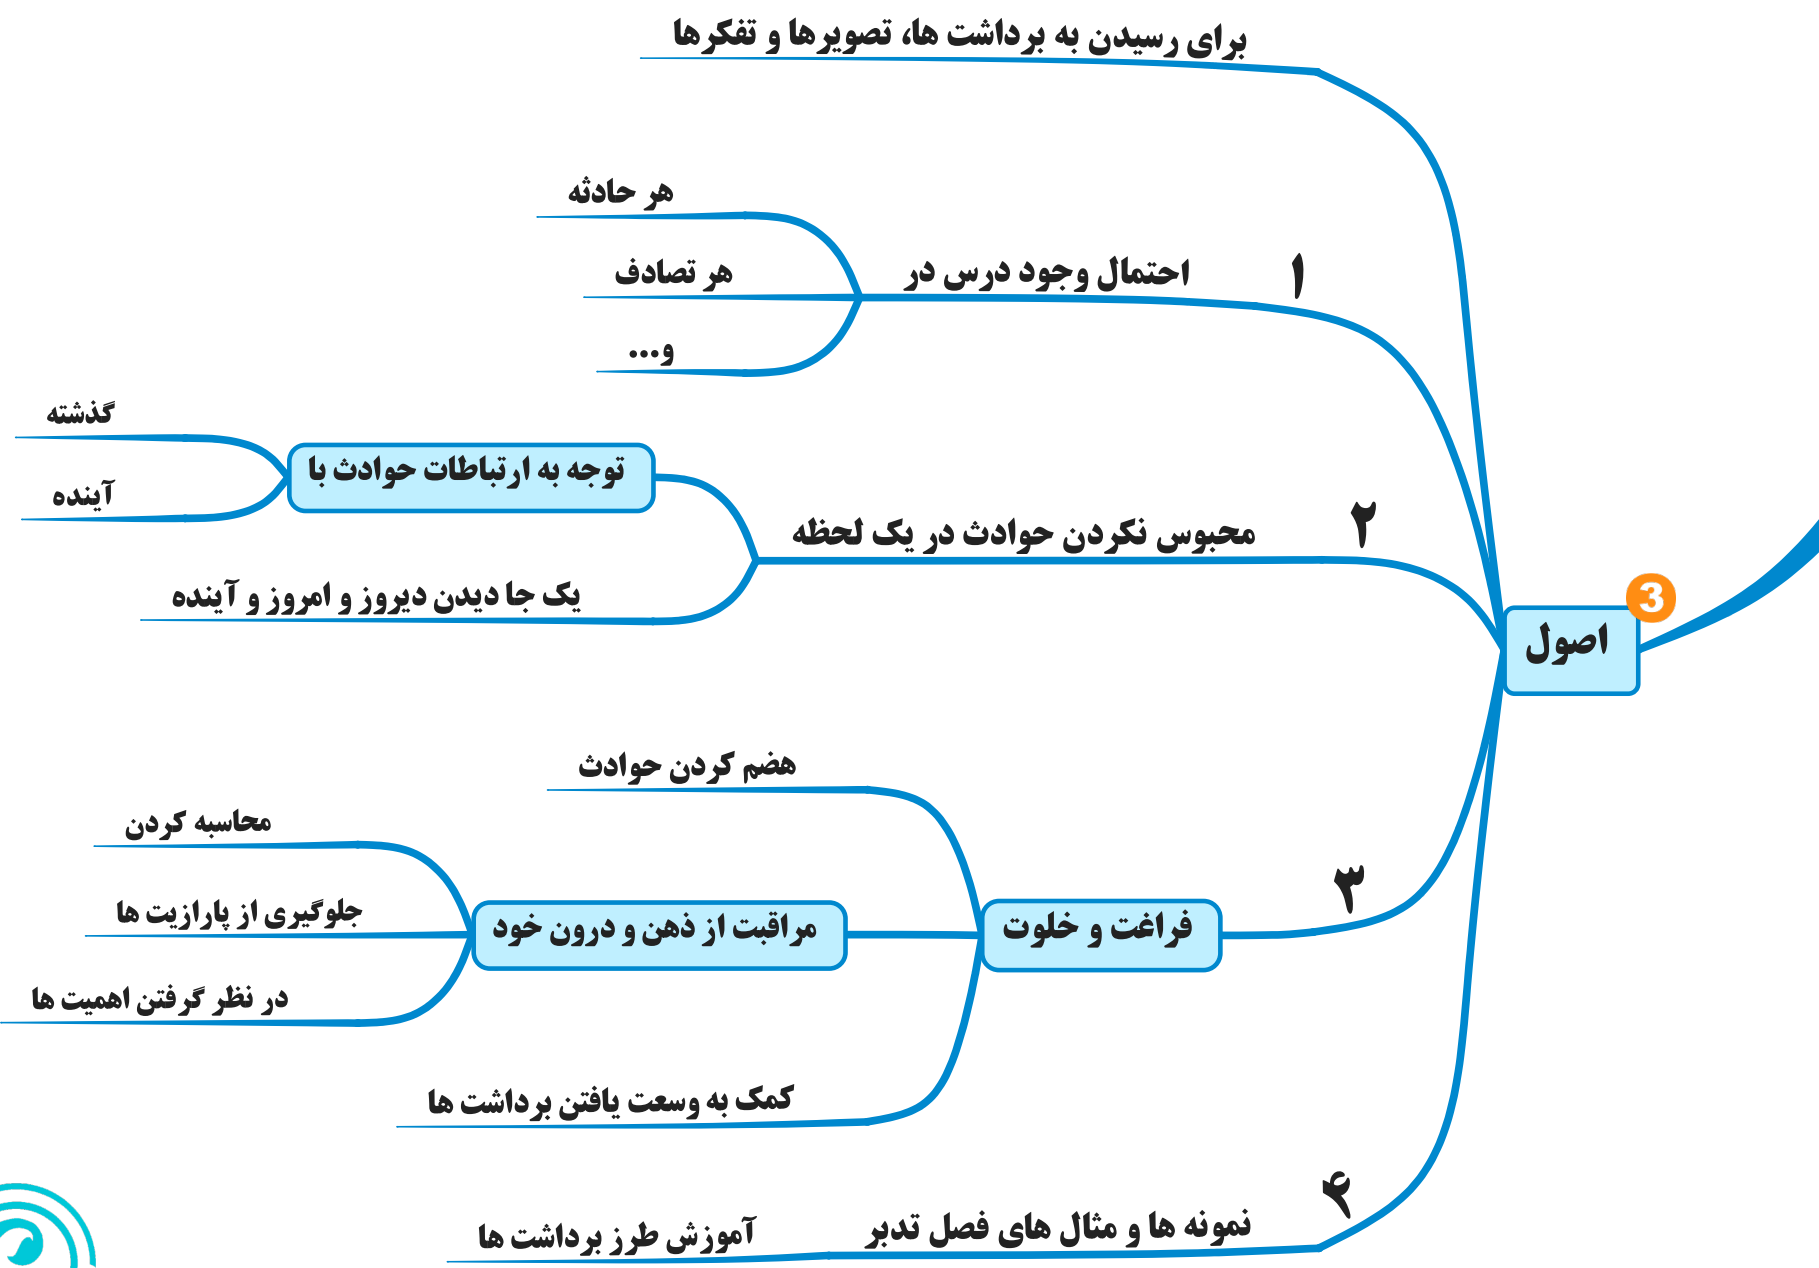 3
اصول
برای رسیدن به برداشت ها، تصویرها و تفکرها
۱
احتمال وجود درس در
هر حادثه
هر تصادف
و...
۲
محبوس نکردن حوادث در یک لحظه
توجه به ارتباطات حوادث با
گذشته
آینده
یک جا دیدن دیروز و امروز و آینده
۳
فراغت و خلوت
هضم کردن حوادث
مراقبت از ذهن و درون خود
محاسبه کردن
جلوگیری از پارازیت ها
در نظر گرفتن اهمیت ها
کمک به وسعت یافتن برداشت ها
۴
نمونه ها و مثال های فصل تدبر
آموزش طرز برداشت ها